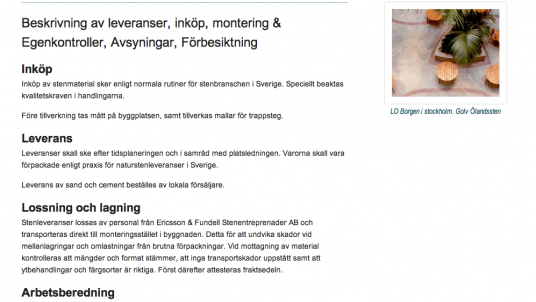 Beskrivning av leveranser, inköp, montering &
Egenkontroller, Avsyningar, Förbesiktning
Inköp
Inköp av stenmaterial sker enligt normala rutiner för stenbranschen i Sverige. Speciellt beaktas
kvalitetskraven i handlingarna.
Före tillverkning tas mått på byggplatsen, samt tillverkas mallar för trappsteg.
Leverans
Leveranser skall ske efter tidsplaneringen och i samråd med platsledningen. Varorna skall vara
förpackade enligt praxis för naturstenleveranser i Sverige.
Leverans av sand och cement beställes av lokala försäljare.
Lossning och lagning
Stenleveranser lossas av personal från Ericsson & Fundell Stenentreprenader AB och
transporteras direkt till monteringsstället i byggnaden. Detta för att undvika skador vid
mellanlagringar och omlastningar från brutna förpackningar. Vid mottagning av material
kontrolleras att mängder och format stämmer, att inga transportskador uppstått samt att
ytbehandlingar och färgsorter är riktiga. Först därefter attesteras fraktsedeln.
Arbetsberedning
LO Borgen i stockholm. Golv Ölandssten